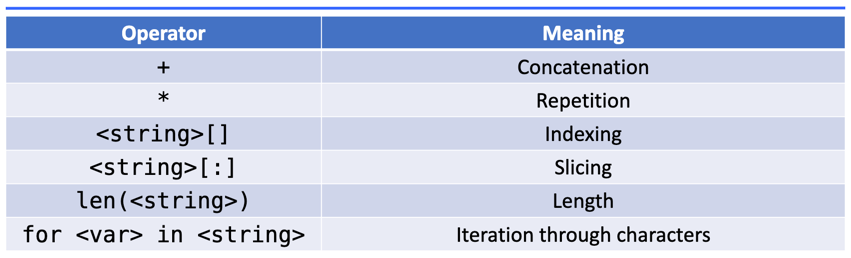 Operator Meaning
+ Concatenation
* Repetition
<string>[] Indexing
<string>[:] Slicing
len(<string>) Length
for <var> in <string> Iteration through characters